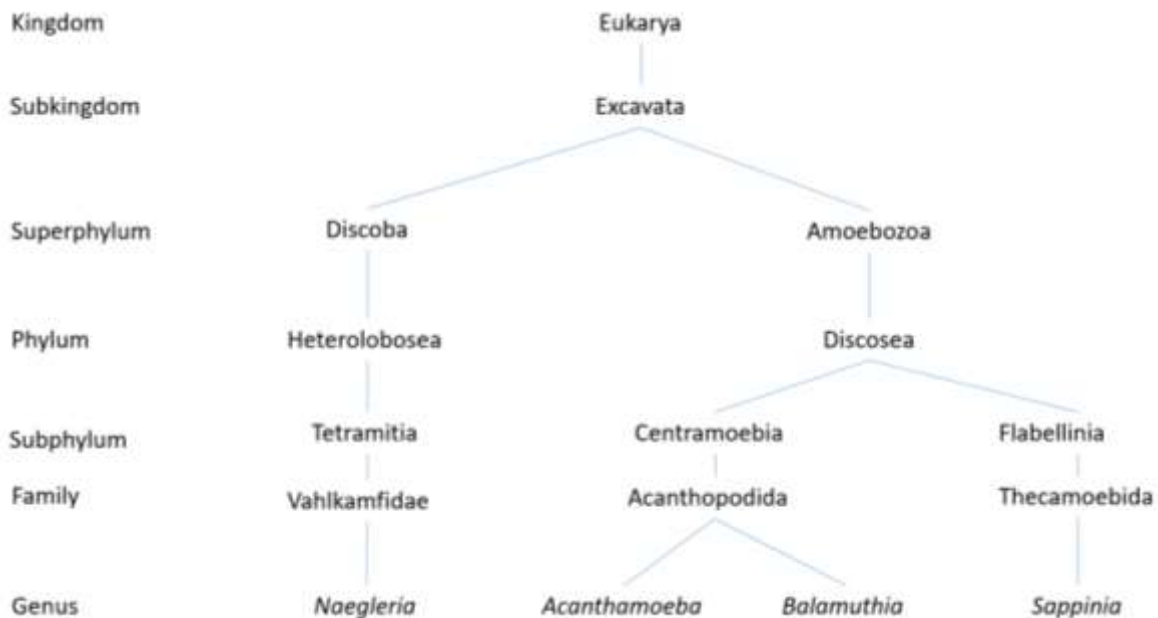 Kingdom Eukarya
Subkingdom Excavata
Superphylum Discoba Amoebozoa
Phylum Heterolobosea Discosea
Subphylum Tetramitia Centramoebia Flabellinia
Family Vahlkamfidae Acanthopodida Thecamoebida
Genus Naegleria Acanthamoeba Balamuthia Sappinia